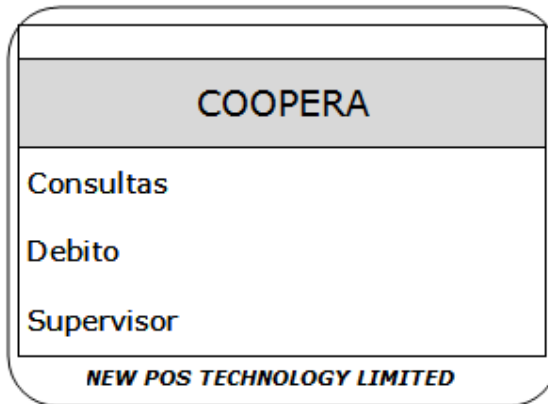 COOPERA
Consultas
Debito
Supervisor
NEW POS TECHNOLOGY LIMITED